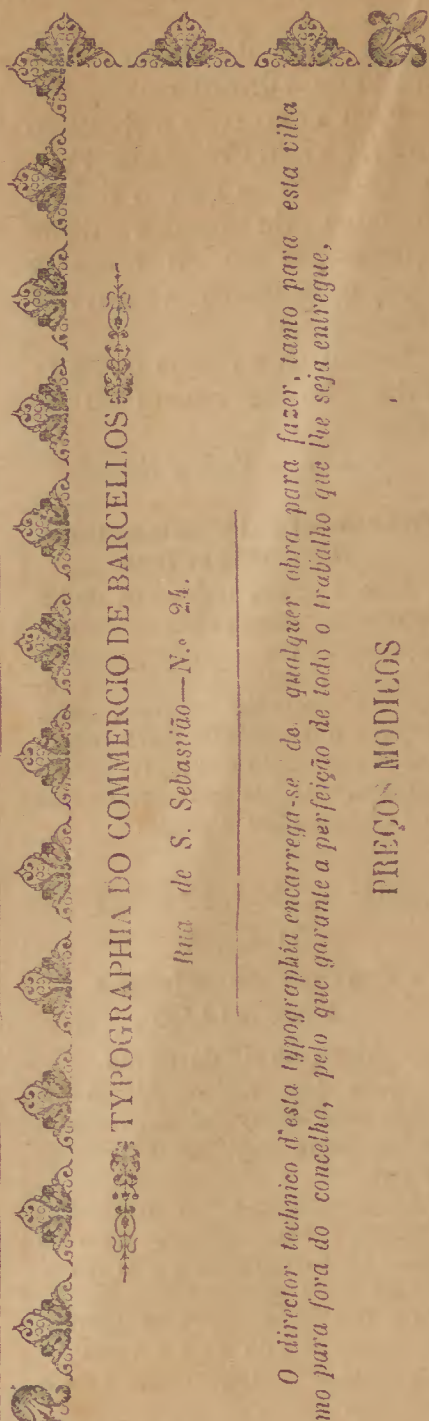 TYPOGRAPHIA DO COMMERCIO DE BARCELLOS
Rua de S. Sebastião—N.º 24.
O director technico d'esta typographia encarrega-se de qualquer obra para fazer, tanto para esta villa
mo para fora do concelho, pelo que garante a perfeição de todo o trabalho que lhe seja entregue,
PREÇOS MODICOS